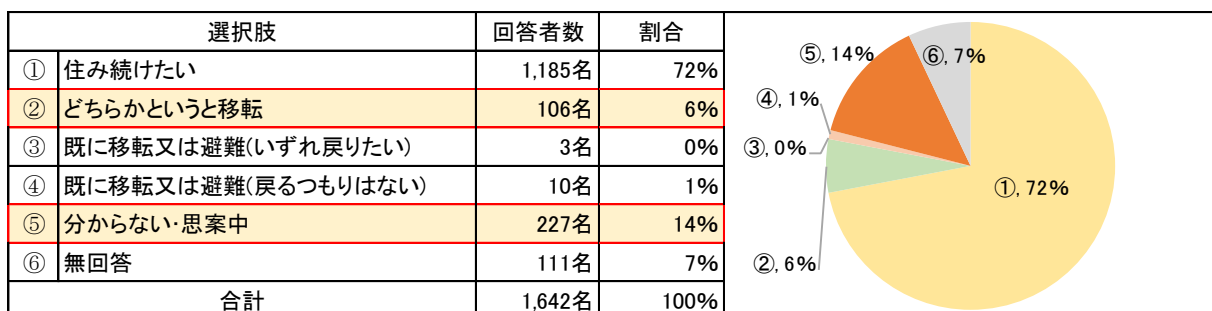 選択肢 回答者数 割合
① 住み続けたい 1,185名 72%
② どちらかというと移転 106名 6%
③ 既に移転又は避難(いずれ戻りたい) 3名 0%
④ 既に移転又は避難(戻るつもりはない) 10名 1%
⑤ 分からない・思案中 227名 14%
⑥ 無回答 111名 7%
合計 1,642名 100%
⑤, 14%
⑥, 7%
④, 1%
③, 0%
①, 72%
②, 6%